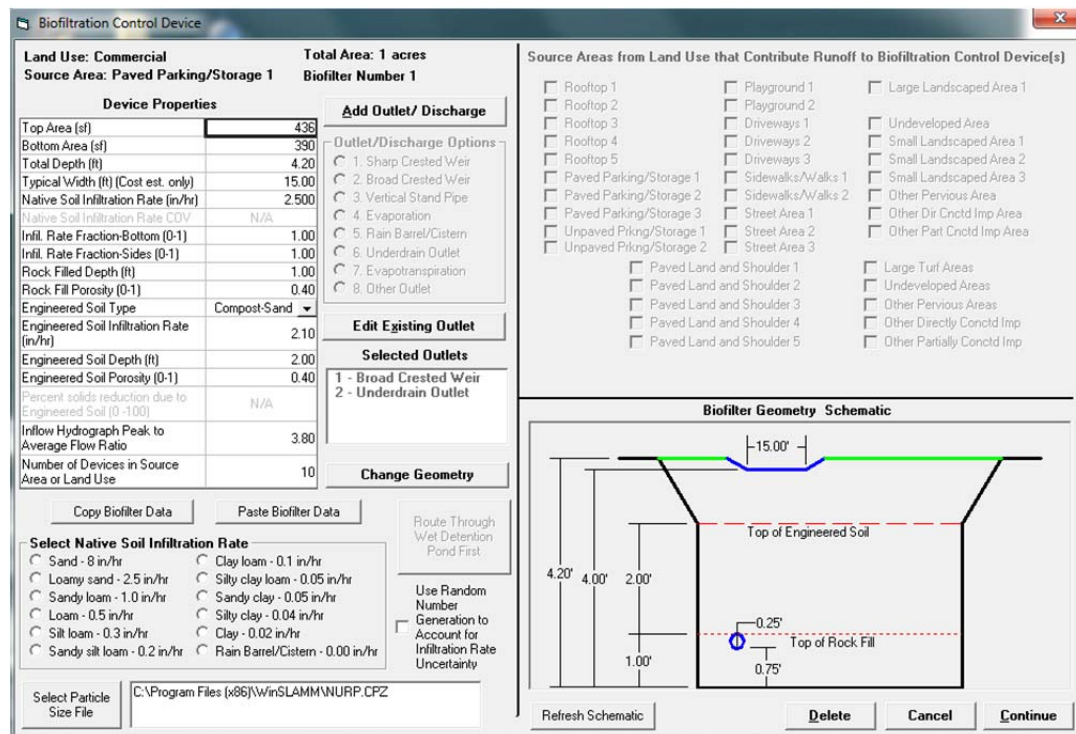 Biofiltration Control Device
x
Land Use: Commercial
Total Area: 1 acres
Source Area: Paved Parking/Storage 1
Biofilter Number 1
Device Properties
Top Area (sf) 436
Bottom Area (sf) 390
Total Depth (ft) 4.20
Typical Width (ft) (Cost est. only) 15.00
Native Soil Infiltration Rate (in/hr) 2.500
Native Soil Infiltration Rate COV N/A
Infil. Rate Fraction-Bottom (0-1) 1.00
Infil. Rate Fraction-Sides (0-1) 1.00
Rock Filled Depth (ft) 1.00
Rock Fill Porosity (0-1) 0.40
Engineered Soil Type Compost-Sand
Engineered Soil Infiltration Rate
(in/hr) 2.10
Engineered Soil Depth (ft) 2.00
Engineered Soil Porosity (0-1) 0.40
Percent solids reduction due to
Engineered Soil (0 -100) N/A
Inflow Hydrograph Peak to
Average Flow Ratio 3.80
Number of Devices in Source
Area or Land Use 10
Add Outlet/ Discharge
Outlet/Discharge Options
1. Sharp Crested Weir
2. Broad Crested Weir
3. Vertical Stand Pipe
4. Evaporation
5. Rain Barrel/Cistern
6. Underdrain Outlet
7. Evapotranspiration
8. Other Outlet
Edit Existing Outlet
Selected Outlets
1 - Broad Crested Weir
2 - Underdrain Outlet
Change Geometry
Copy Biofilter Data
Paste Biofilter Data
Route Through
Wet Detention
Pond First
Select Native Soil Infiltration Rate
Sand - 8 in/hr
Loamy sand - 2.5 in/hr
Sandy loam - 1.0 in/hr
Loam - 0.5 in/hr
Silt loam - 0.3 in/hr
Sandy silt loam - 0.2 in/hr
Clay loam - 0.1 in/hr
Silty clay loam - 0.05 in/hr
Sandy clay - 0.05 in/hr
Silty clay - 0.04 in/hr
Clay - 0.02 in/hr
Rain Barrel/Cistern - 0.00 in/hr
Use Random
Number
Generation to
Account for
Infiltration Rate
Uncertainty
Select Particle
Size File
C:\Program Files (x86)\WinSLAMM\NURP.CPZ
Source Areas from Land Use that Contribute Runoff to Biofiltration Control Device(s)
Rooftop 1
Rooftop 2
Rooftop 3
Rooftop 4
Rooftop 5
Paved Parking/Storage 1
Paved Parking/Storage 2
Paved Parking/Storage 3
Unpaved Prkng/Storage 1
Unpaved Prkng/Storage 2
Playground 1
Playground 2
Driveways 1
Driveways 2
Driveways 3
Sidewalks/Walks 1
Sidewalks/Walks 2
Street Area 1
Street Area 2
Street Area 3
Large Landscaped Area 1
Undeveloped Area
Small Landscaped Area 1
Small Landscaped Area 2
Small Landscaped Area 3
Other Pervious Area
Other Dir Cnctd Imp Area
Other Part Cnctd Imp Area
Paved Land and Shoulder 1
Paved Land and Shoulder 2
Paved Land and Shoulder 3
Paved Land and Shoulder 4
Paved Land and Shoulder 5
Large Turf Areas
Undeveloped Areas
Other Pervious Areas
Other Directly Conctd Imp
Other Partially Conctd Imp
Biofilter Geometry Schematic
15.00'
Top of Engineered Soil
4.20'
4.00'
2.00'
0.25'
Top of Rock Fill
1.00'
0.75'
Refresh Schematic
Delete
Cancel
Continue